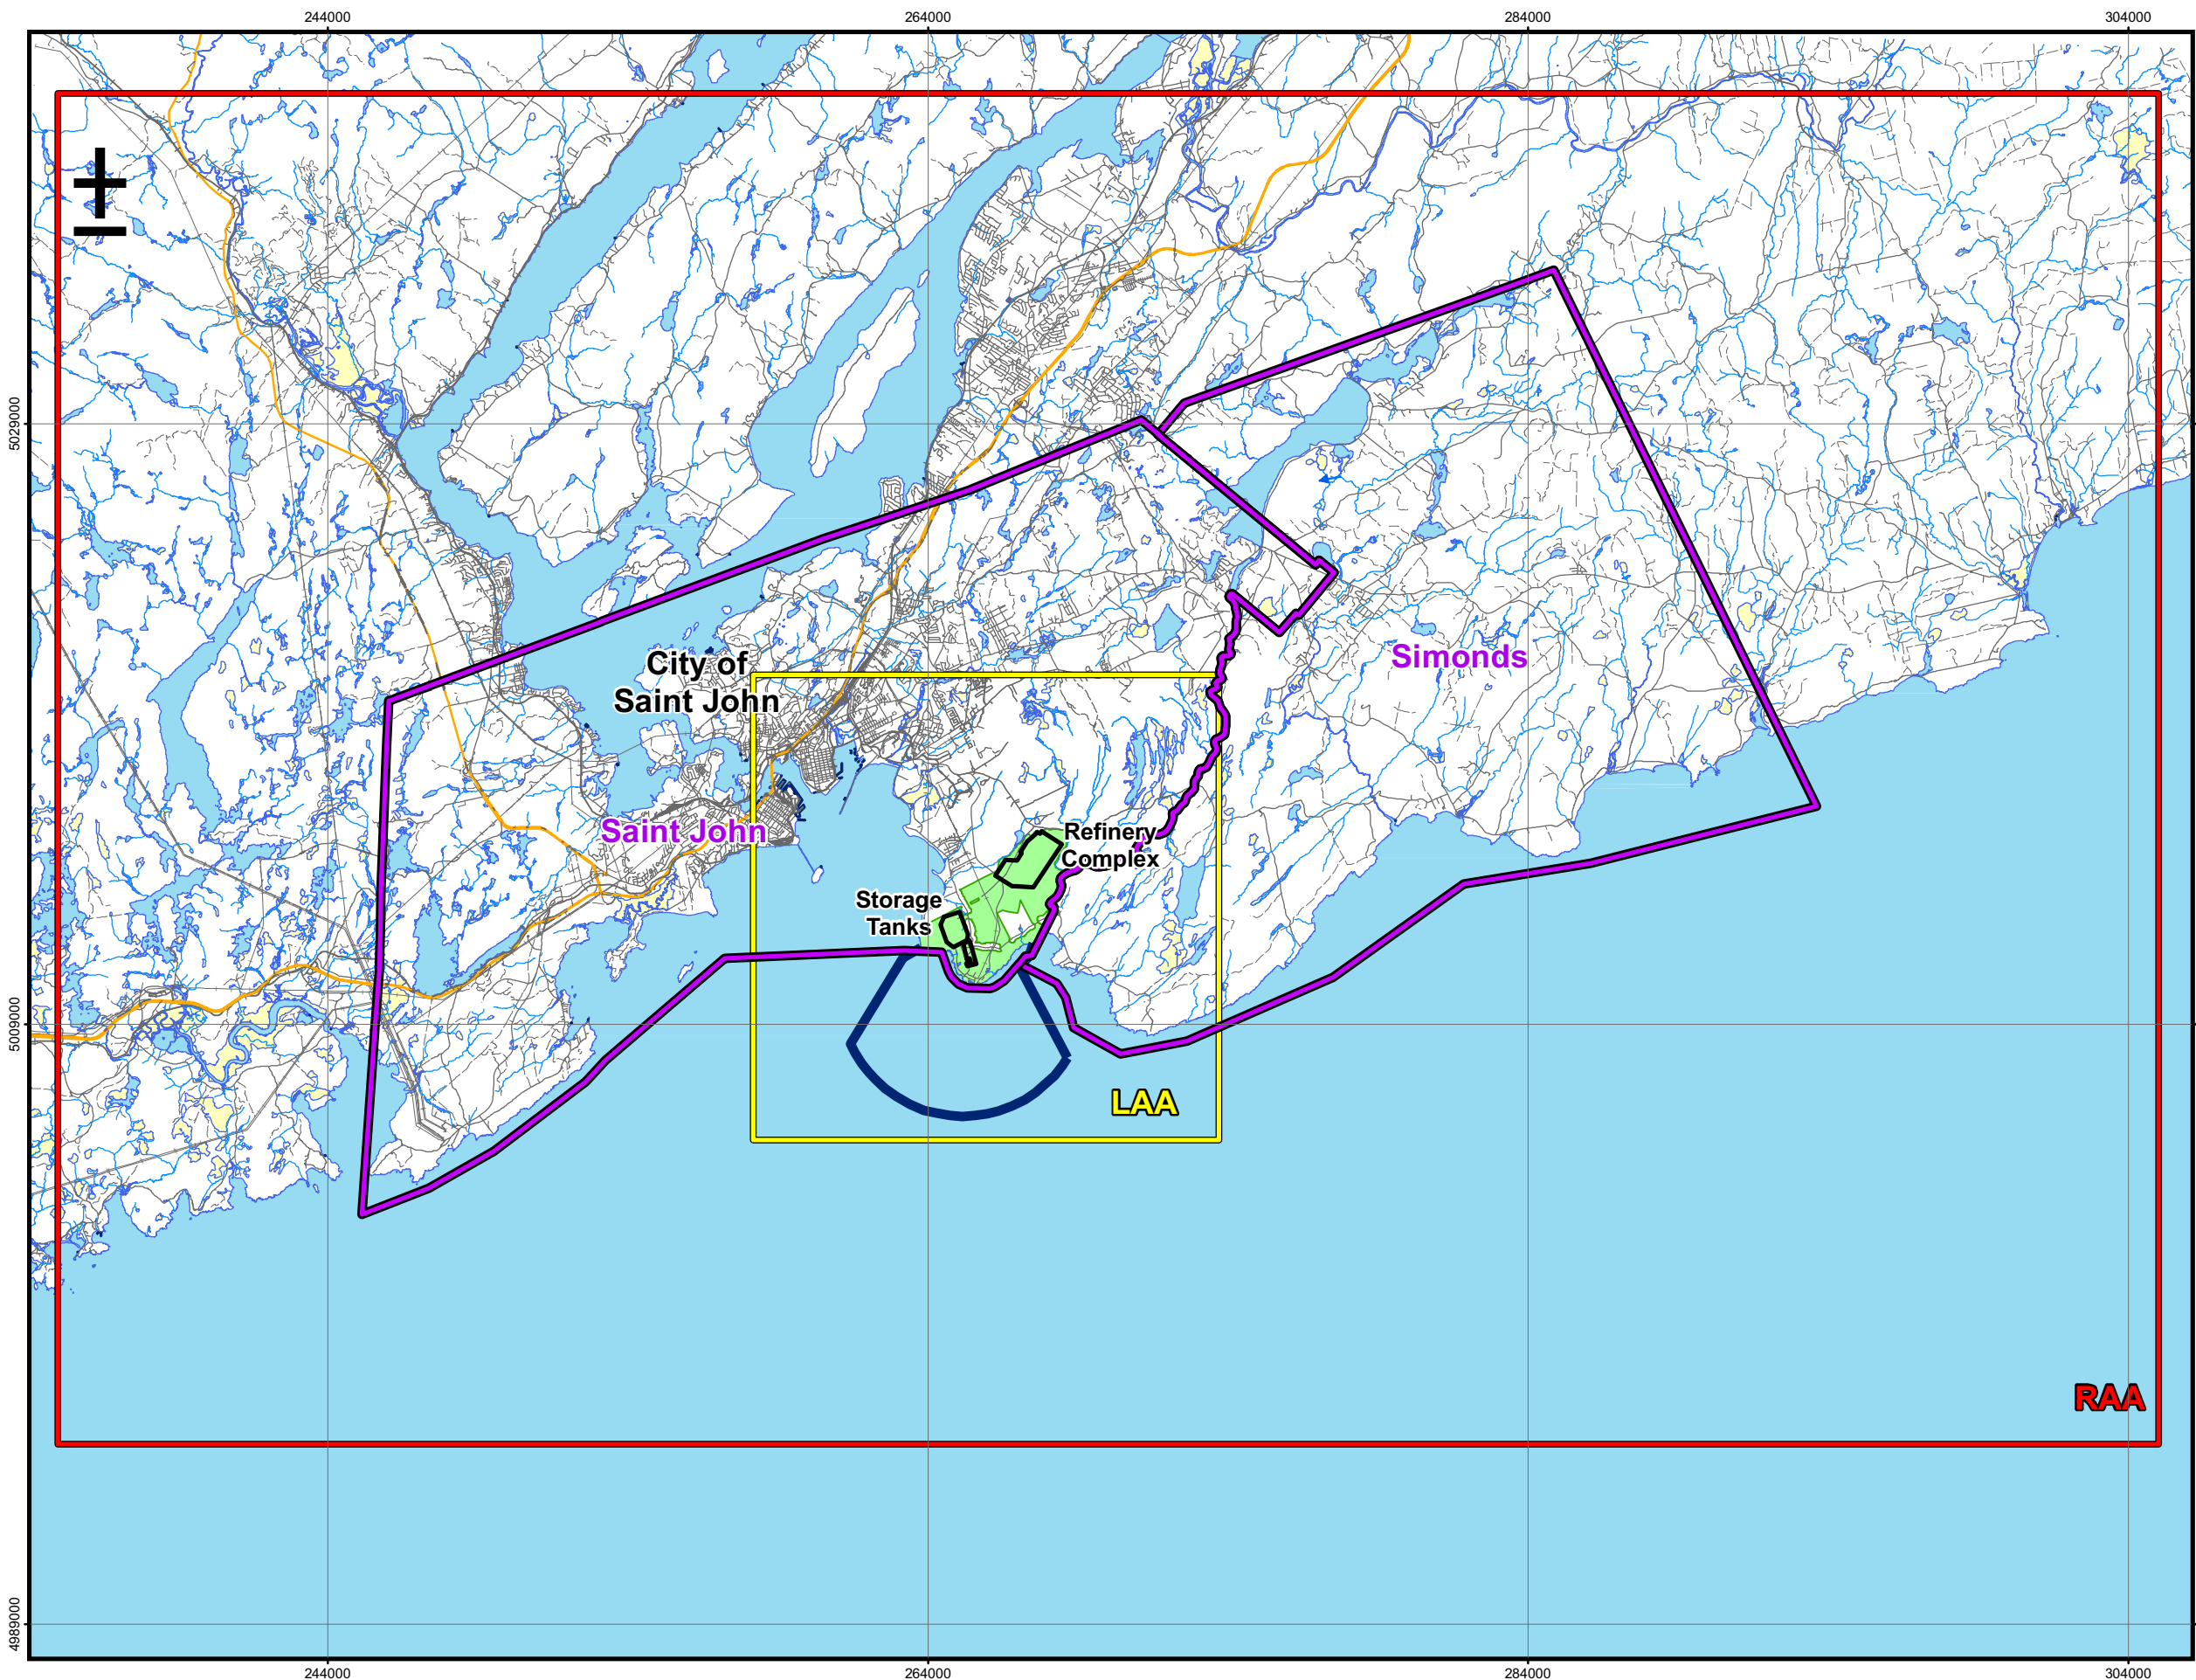 244000
264000
284000
304000
5029000
City of
Saint John
Simonds
Saint John
Refinery
Complex
Storage
Tanks
5009000
LAA
RAA
4989000
244000
264000
284000
304000